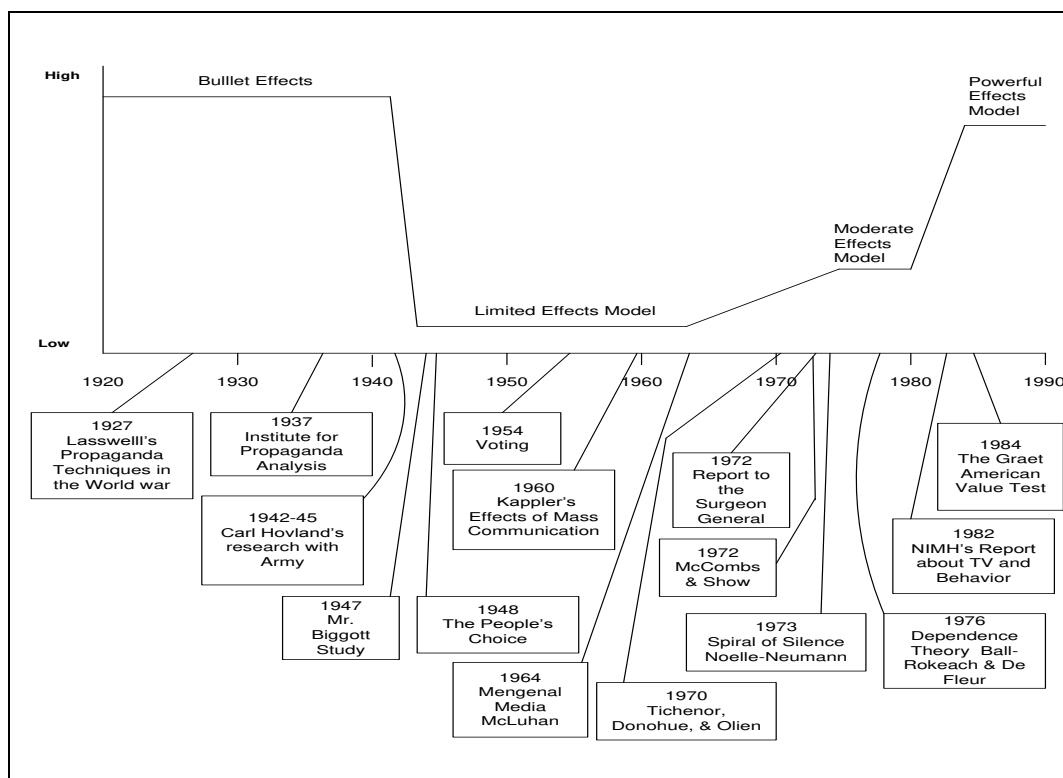 High
Bulllet Effects
Powerful
Effects
Model
Moderate
Effects
Model
Limited Effects Model
Low
1920 1930 1940 1950 1960 1970 1980 1990
1927
Lasswelll's
Propaganda
Techniques in
the World war
1937
Institute for
Propaganda
Analysis
1942-45
Carl Hovland's
research with
Army
1947
Mr.
Biggott
Study
1948
The People's
Choice
1954
Voting
1960
Kappler's
Effects of Mass
Communication
1964
Mengenal
Media
McLuhan
1970
Tichenor,
Donohue, & Olien
1972
Report to
the
Surgeon
General
1972
McCombs
& Show
1973
Spiral of Silence
Noelle-Neumann
1976
Dependence
Theory Ball-
Rokeach & De
Fleur
1982
NIMH's Report
about TV and
Behavior
1984
The Graet
American
Value Test